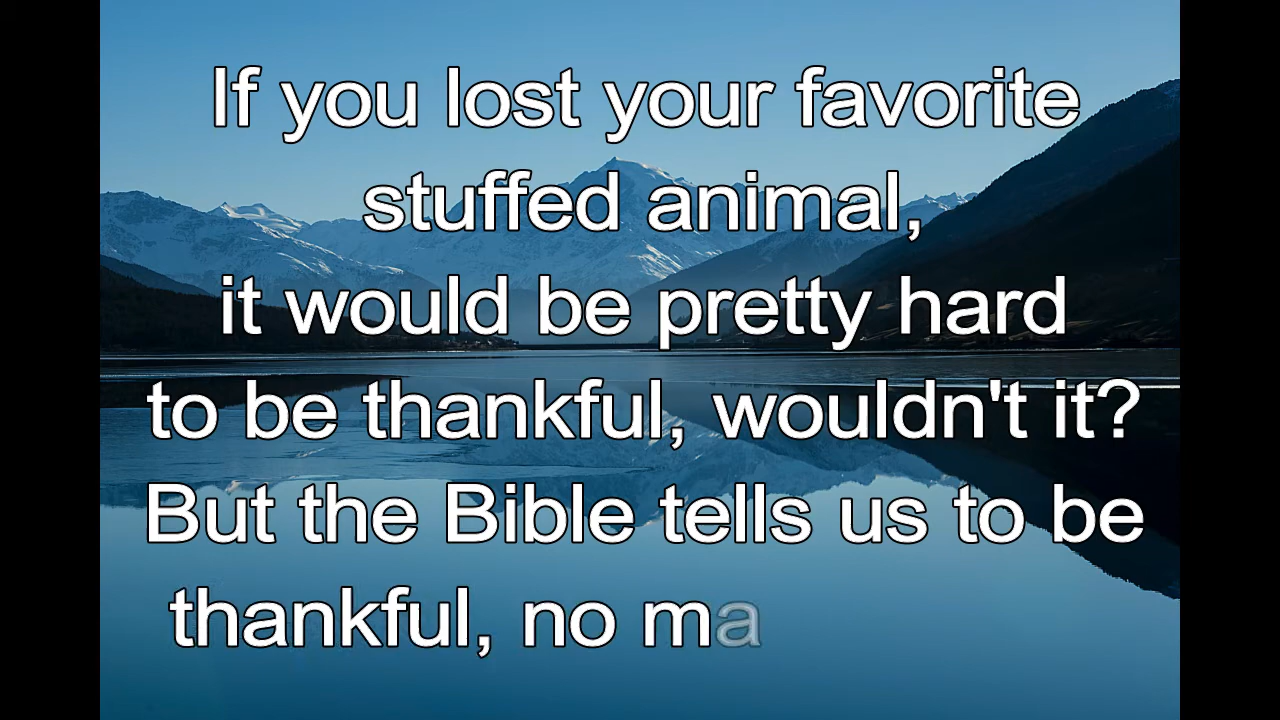 If you lost your favorite
stuffed animal,
it would be pretty hard
to be thankful, wouldn't it?
But the Bible tells us to be
thankful, no ma